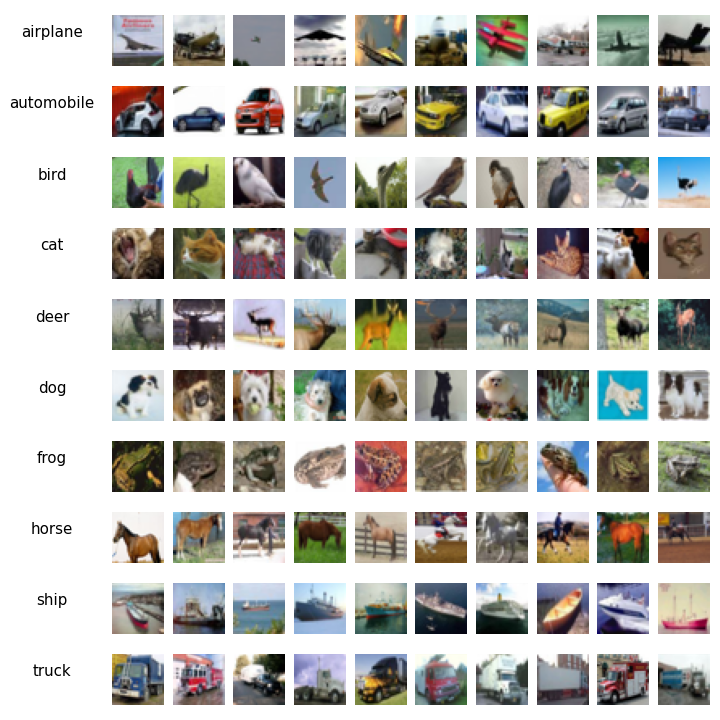 airplane
automobile
bird
cat
deer
dog
frog
horse
ship
truck